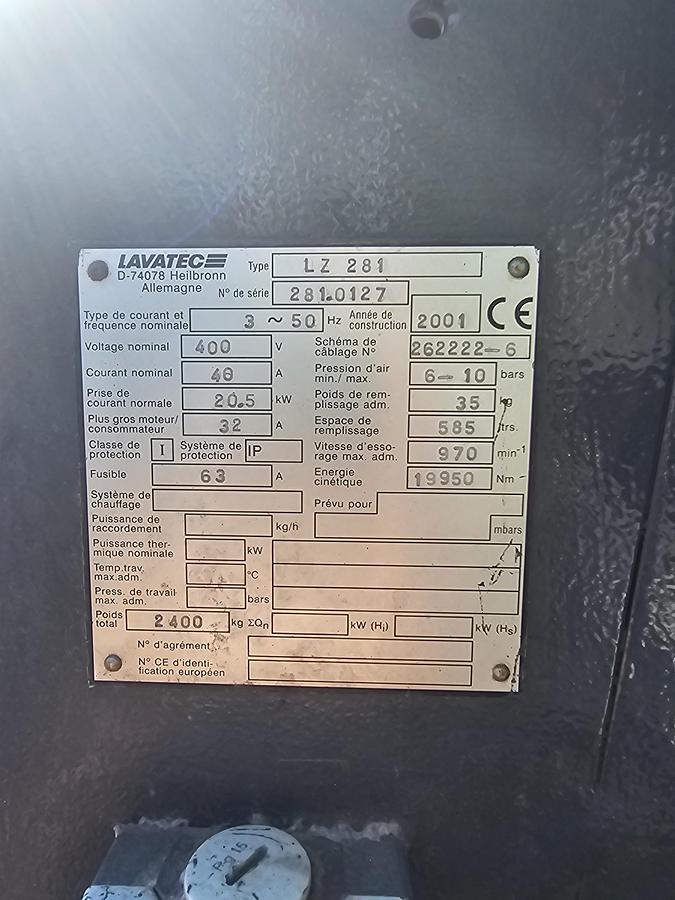 LAVATEC
D-74078 Heilbronn
Allemagne
Type LZ 281
N° de série 281.0127
Type de courant et
frequence nominale 3 ~ 50 Hz
Année de
construction 2001 CE
Voltage nominal 400 V
Schéma de
câblage N° 262222-6
Courant nominal 46 A
Pression d'air
min./ max. 6-10 bars
Prise de
courant normale 20.5 kW
Poids de rem-
plissage adm. 35 kg
Plus gros moteur/
consommateur 32 A
Espace de
remplissage 585 ltrs.
Classe de
protection I
Système de
protection IP
Vitesse d'esso-
rage max. adm. 970 min-1
Fusible 63 A
Energie
cinétique 19950 Nm
Système de
chauffage
Prévu pour
Puissance de
raccordement kg/h
mbars
Puissance ther-
mique nominale kW
Temp.trav.
max.adm. °C
Press. de travail
max. adm. bars
Poids
total 2400 kg ΣQn kW (Hi) kW (Hs)
N° d'agrément
N° CE d'identi-
fication européen
Pg 16